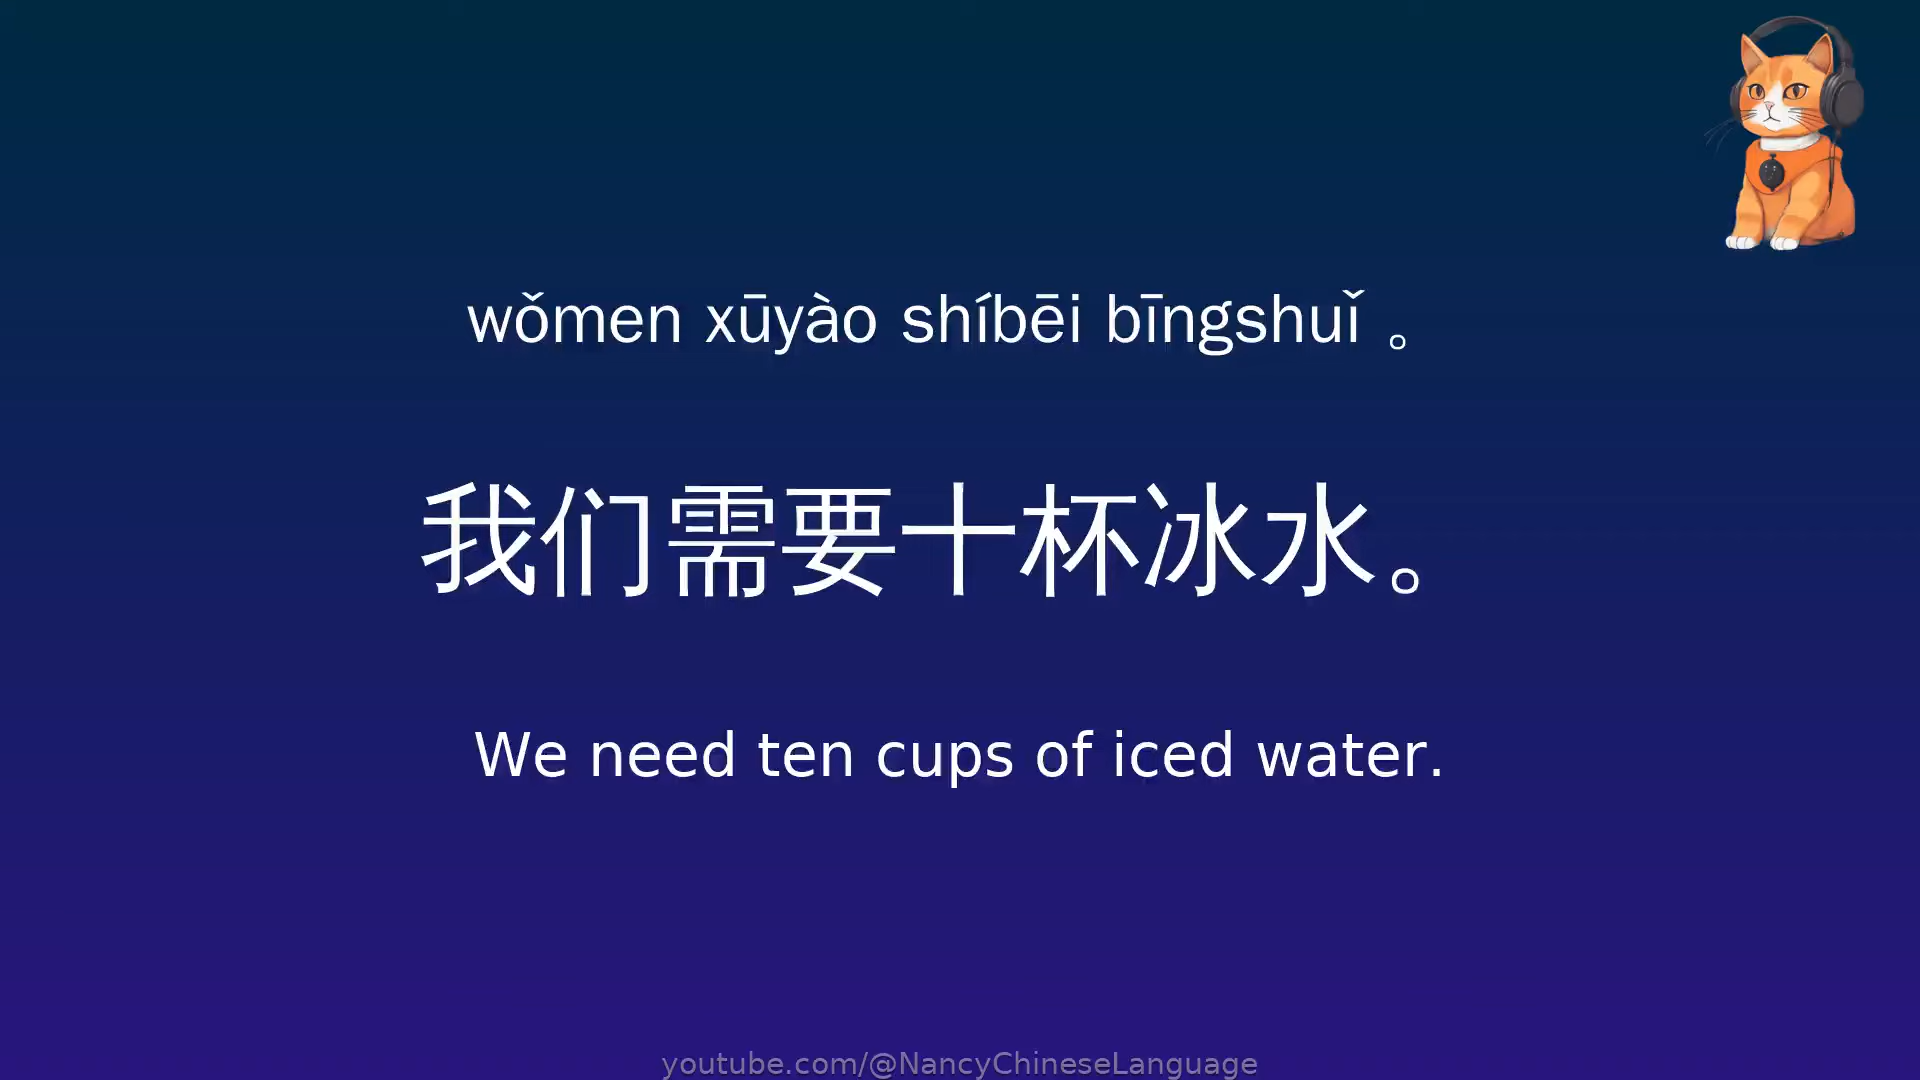 wǒmen xūyào shíbēi bīngshuǐ 。
我们需要十杯冰水。
We need ten cups of iced water.
youtube.com/@NancyChineseLanguage